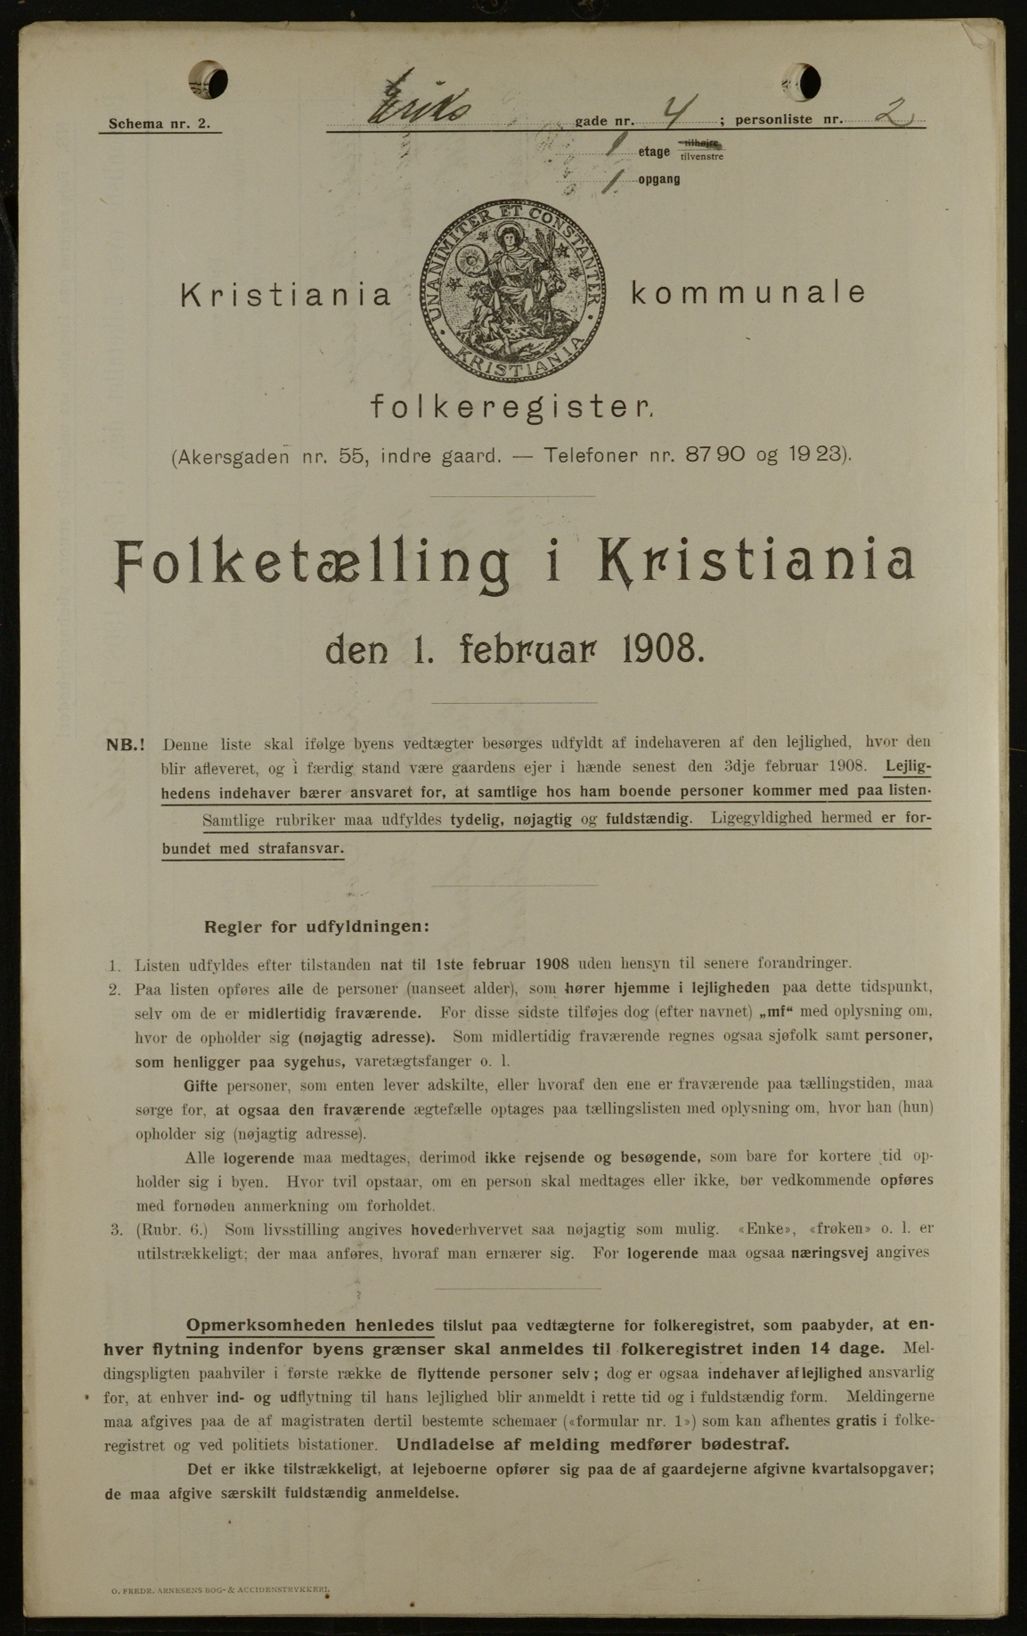 Schema nr. 2.
Eriks gade nr. 4 ; personliste nr. 2
1 etage tilhøjre tilvenstre
1 opgang
UNANIMITER ET CONSTANTER
KRISTIANIA
Kristiania kommunale
folkeregister.
(Akersgaden nr. 55, indre gaard. — Telefoner nr. 87 90 og 19 23).
Folketælling i Kristiania
den 1. februar 1908.
NB.! Denne liste skal ifølge byens vedtægter besørges udfyldt af indehaveren af den lejlighed, hvor den
blir afleveret, og i færdig stand være gaardens ejer i hænde senest den 3dje februar 1908. Lejlig-
hedens indehaver bærer ansvaret for, at samtlige hos ham boende personer kommer med paa listen.
Samtlige rubriker maa udfyldes tydelig, nøjagtig og fuldstændig. Ligegyldighed hermed er for-
bundet med strafansvar.
Regler for udfyldningen:
1. Listen udfyldes efter tilstanden nat til 1ste februar 1908 uden hensyn til senere forandringer.
2. Paa listen opføres alle de personer (uanseet alder), som hører hjemme i lejligheden paa dette tidspunkt,
selv om de er midlertidig fraværende. For disse sidste tilføjes dog (efter navnet) „mf“ med oplysning om,
hvor de opholder sig (nøjagtig adresse). Som midlertidig fraværende regnes ogsaa sjøfolk samt personer,
som henligger paa sygehus, varetægtsfanger o. l.
Gifte personer, som enten lever adskilte, eller hvoraf den ene er fraværende paa tællingstiden, maa
sørge for, at ogsaa den fraværende ægtefælle optages paa tællingslisten med oplysning om, hvor han (hun)
opholder sig (nøjagtig adresse).
Alle logerende maa medtages, derimod ikke rejsende og besøgende, som bare for kortere tid op-
holder sig i byen. Hvor tvil opstaar, om en person skal medtages eller ikke, bør vedkommende opføres
med fornøden anmerkning om forholdet.
3. (Rubr. 6.) Som livsstilling angives hovederhvervet saa nøjagtig som mulig. «Enke», «frøken» o. l. er
utilstrækkeligt; der maa anføres, hvoraf man ernærer sig. For logerende maa ogsaa næringsvej angives
Opmerksomheden henledes tilslut paa vedtægterne for folkeregistret, som paabyder, at en-
hver flytning indenfor byens grænser skal anmeldes til folkeregistret inden 14 dage. Mel-
dingspligten paahviler i første række de flyttende personer selv; dog er ogsaa indehaver af lejlighed ansvarlig
for, at enhver ind- og udflytning til hans lejlighed blir anmeldt i rette tid og i fuldstændig form. Meldingerne
maa afgives paa de af magistraten dertil bestemte schemaer («formular nr. 1») som kan afhentes gratis i folke-
registret og ved politiets bistationer. Undladelse af melding medfører bødestraf.
Det er ikke tilstrækkeligt, at lejeboerne opfører sig paa de af gaardejerne afgivne kvartalsopgaver;
de maa afgive særskilt fuldstændig anmeldelse.
O. FREDR. ARNESENS BOG- & ACCIDENSTRYKKERI.